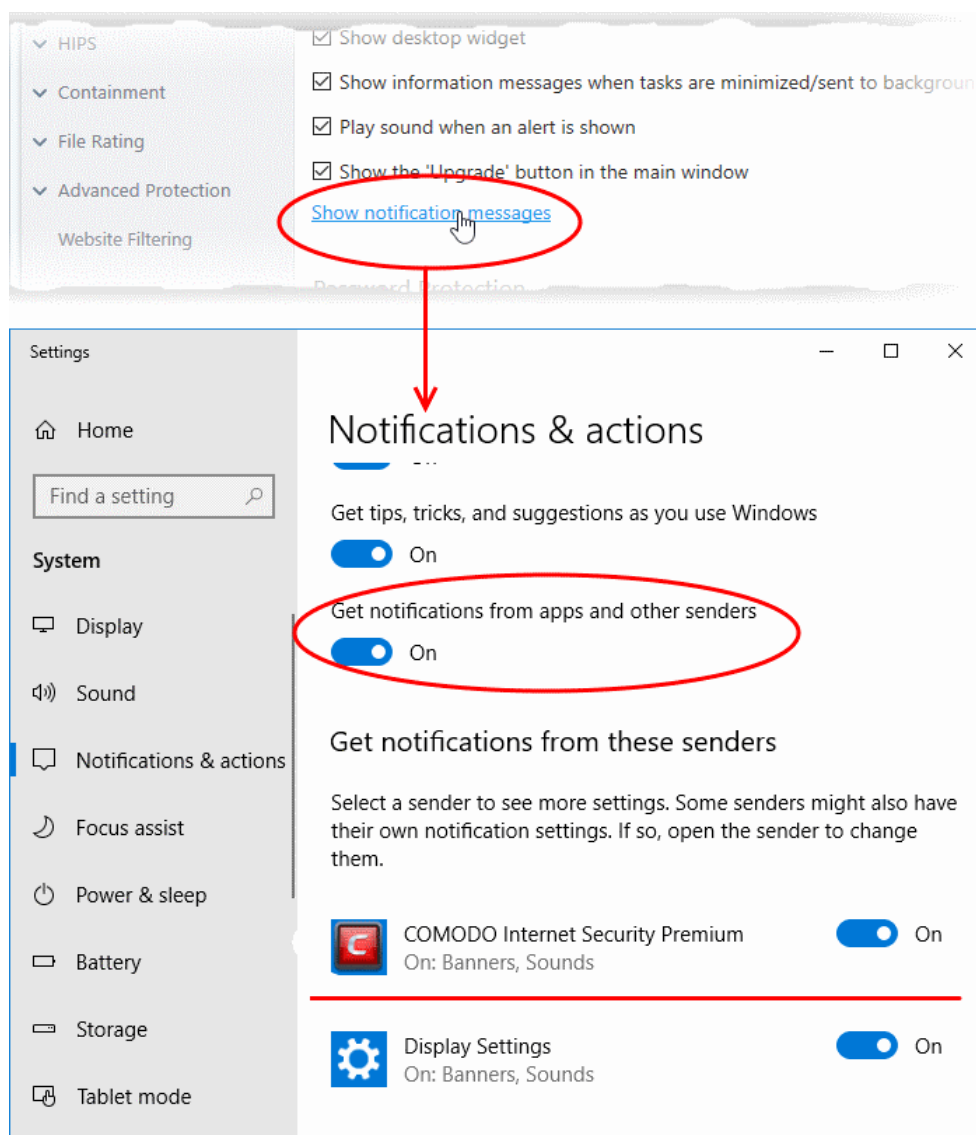 HIPS
Containment
File Rating
Advanced Protection
Website Filtering
Show desktop widget
Show information messages when tasks are minimized/sent to backgroun
Play sound when an alert is shown
Show the 'Upgrade' button in the main window
Show notification messages
Password Protection
Settings
Home
Find a setting
System
Display
Sound
Notifications & actions
Focus assist
Power & sleep
Battery
Storage
Tablet mode
Notifications & actions
Get tips, tricks, and suggestions as you use Windows
On
Get notifications from apps and other senders
On
Get notifications from these senders
Select a sender to see more settings. Some senders might also have
their own notification settings. If so, open the sender to change
them.
COMODO Internet Security Premium
On: Banners, Sounds
On
Display Settings
On: Banners, Sounds
On